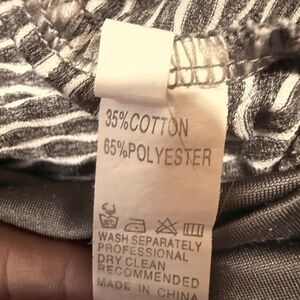 35%COTTON
65%POLYESTER
WASH SEPARATELY
PROFESSIONAL
DRY CLEAN
RECOMMENDED
MADE IN CHINA